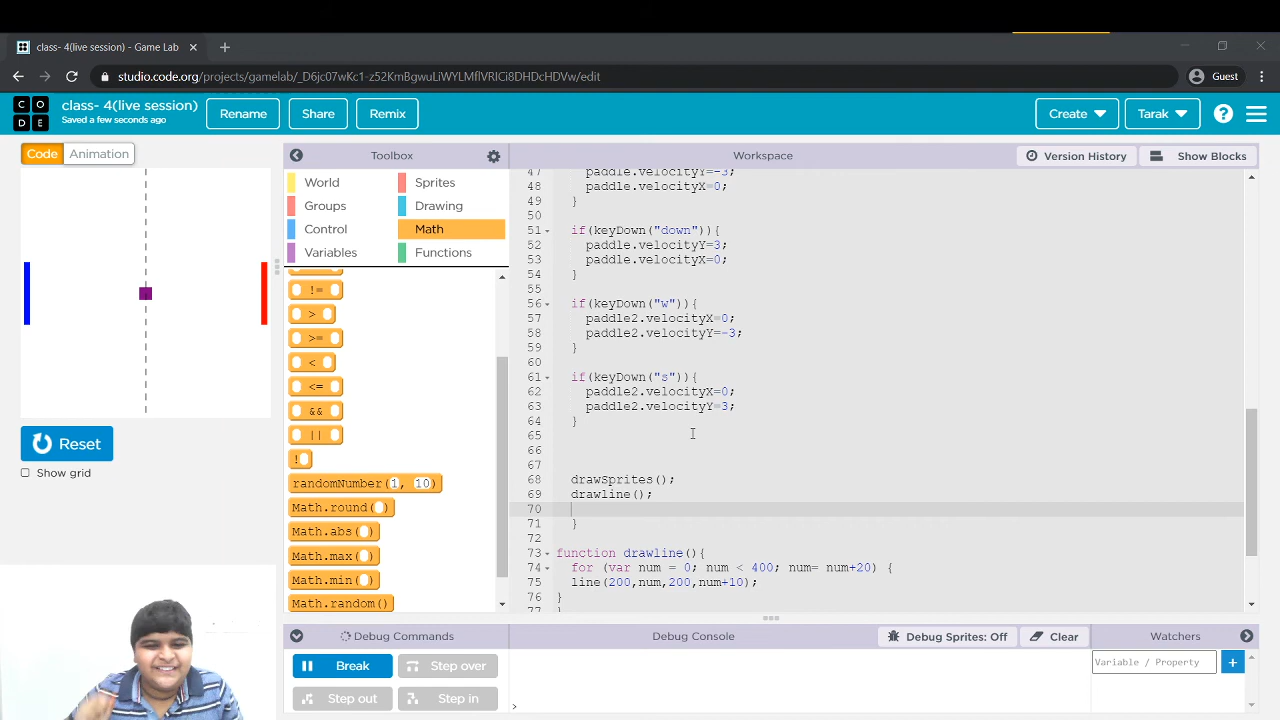 class- 4(live session) - Game Lab
studio.code.org/projects/gamelab/_D6jc07wKc1-z52KmBgwuLiWYLMflVRICi8DHDcHDVw/edit
Guest
C O D E
class- 4(live session)
Saved a few seconds ago
Rename
Share
Remix
Create
Tarak
?
Code
Animation
Toolbox
Workspace
Version History
Show Blocks
World
Sprites
Groups
Drawing
Control
Math
Variables
Functions
!=
>
>=
<
<=
&&
||
!
randomNumber(1, 10)
Math.round()
Math.abs()
Math.max()
Math.min()
Math.random()
Reset
Show grid
47 paddle.velocityY=-3;
48 paddle.velocityX=0;
49 }
50
51 if(keyDown("down")){
52 paddle.velocityY=3;
53 paddle.velocityX=0;
54 }
55
56 if(keyDown("w")){
57 paddle2.velocityX=0;
58 paddle2.velocityY=-3;
59 }
60
61 if(keyDown("s")){
62 paddle2.velocityX=0;
63 paddle2.velocityY=3;
64 }
65
66
67
68 drawSprites();
69 drawline();
70
71 }
72
73 function drawline(){
74 for (var num = 0; num < 400; num= num+20) {
75 line(200,num,200,num+10);
76 }
77 }
Debug Commands
Debug Console
Debug Sprites: Off
Clear
Watchers
Break
Step over
Step out
Step in
Variable / Property
+
>